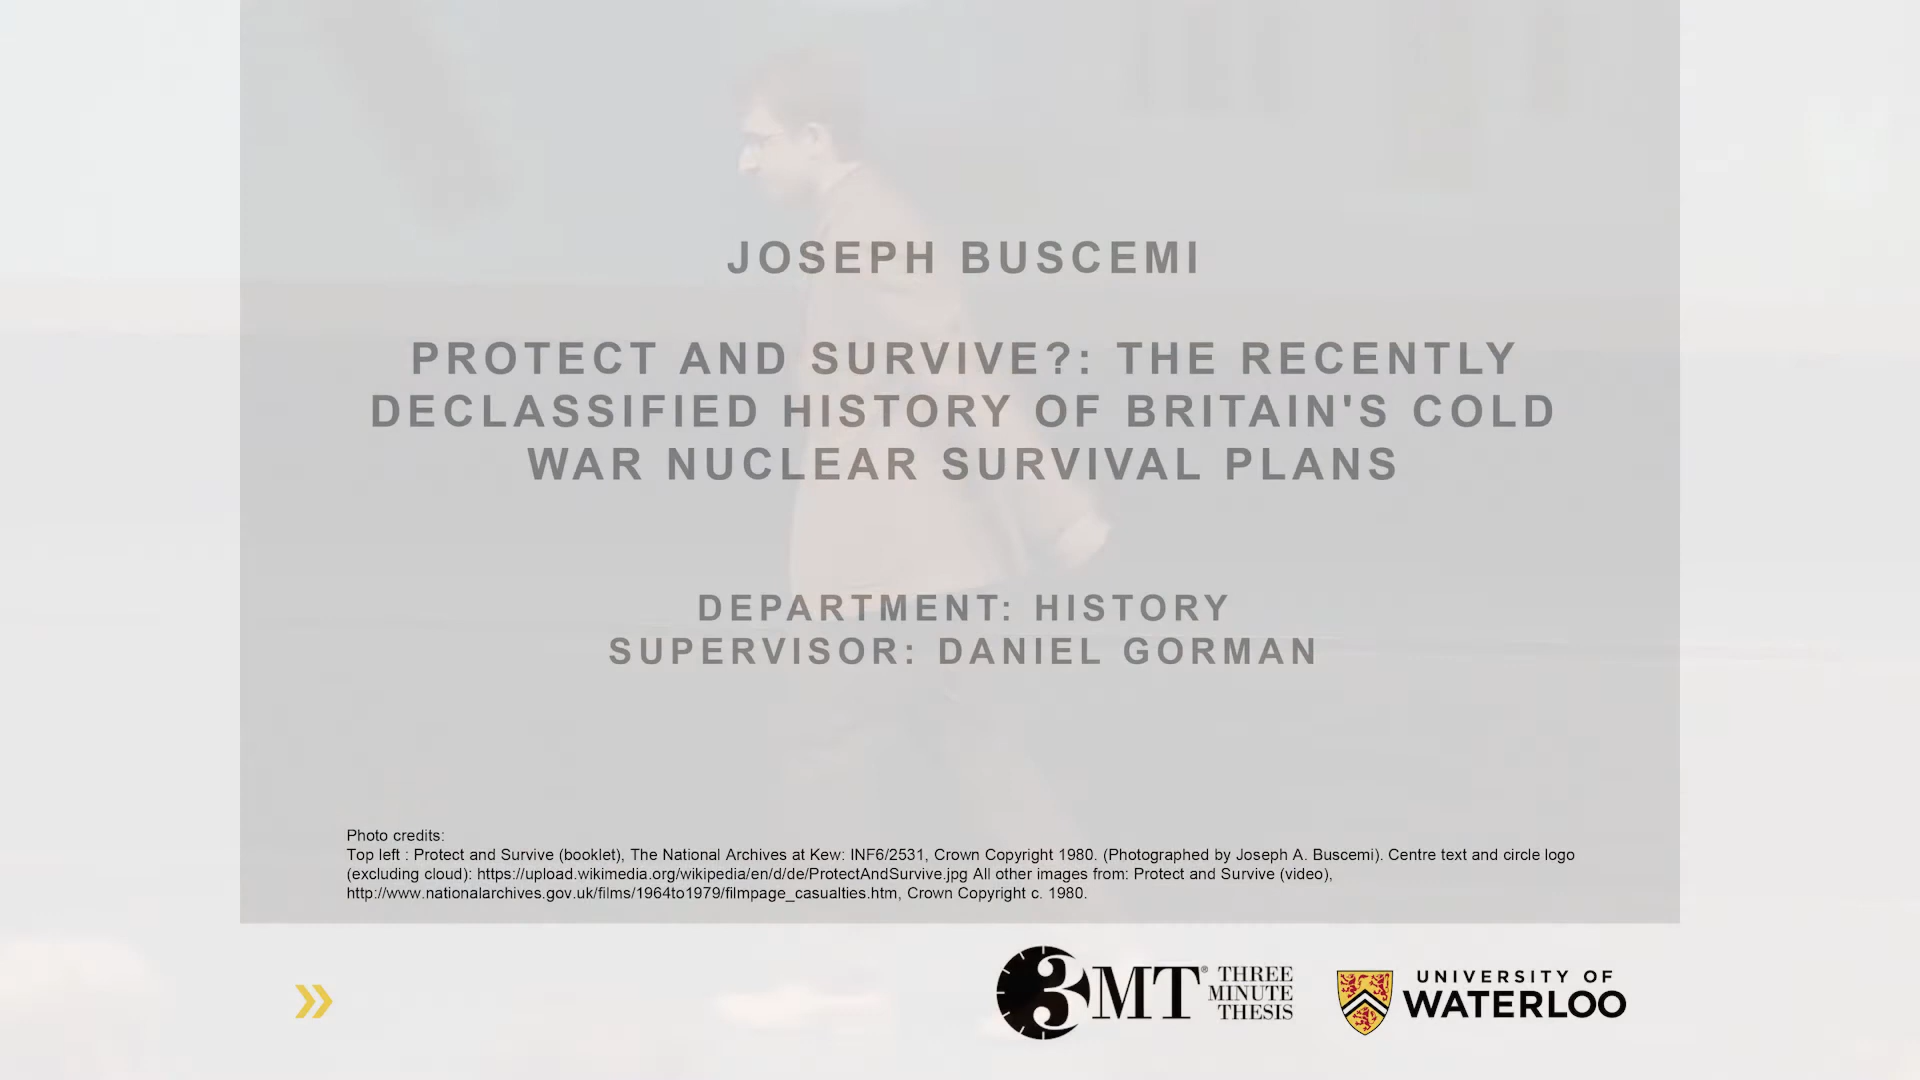 JOSEPH BUSCEMI
PROTECT AND SURVIVE?: THE RECENTLY
DECLASSIFIED HISTORY OF BRITAIN'S COLD
WAR NUCLEAR SURVIVAL PLANS
DEPARTMENT: HISTORY
SUPERVISOR: DANIEL GORMAN
Photo credits:
Top left : Protect and Survive (booklet), The National Archives at Kew: INF6/2531, Crown Copyright 1980. (Photographed by Joseph A. Buscemi). Centre text and circle logo
(excluding cloud): https://upload.wikimedia.org/wikipedia/en/d/de/ProtectAndSurvive.jpg All other images from: Protect and Survive (video),
http://www.nationalarchives.gov.uk/films/1964to1979/filmpage_casualties.htm, Crown Copyright c. 1980.
3MT® THREE
MINUTE
THESIS
UNIVERSITY OF
WATERLOO